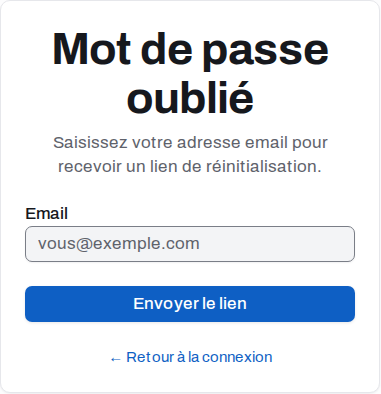 Mot de passe
oublié
Saisissez votre adresse email pour
recevoir un lien de réinitialisation.
Email
vous@exemple.com
Envoyer le lien
← Retour à la connexion